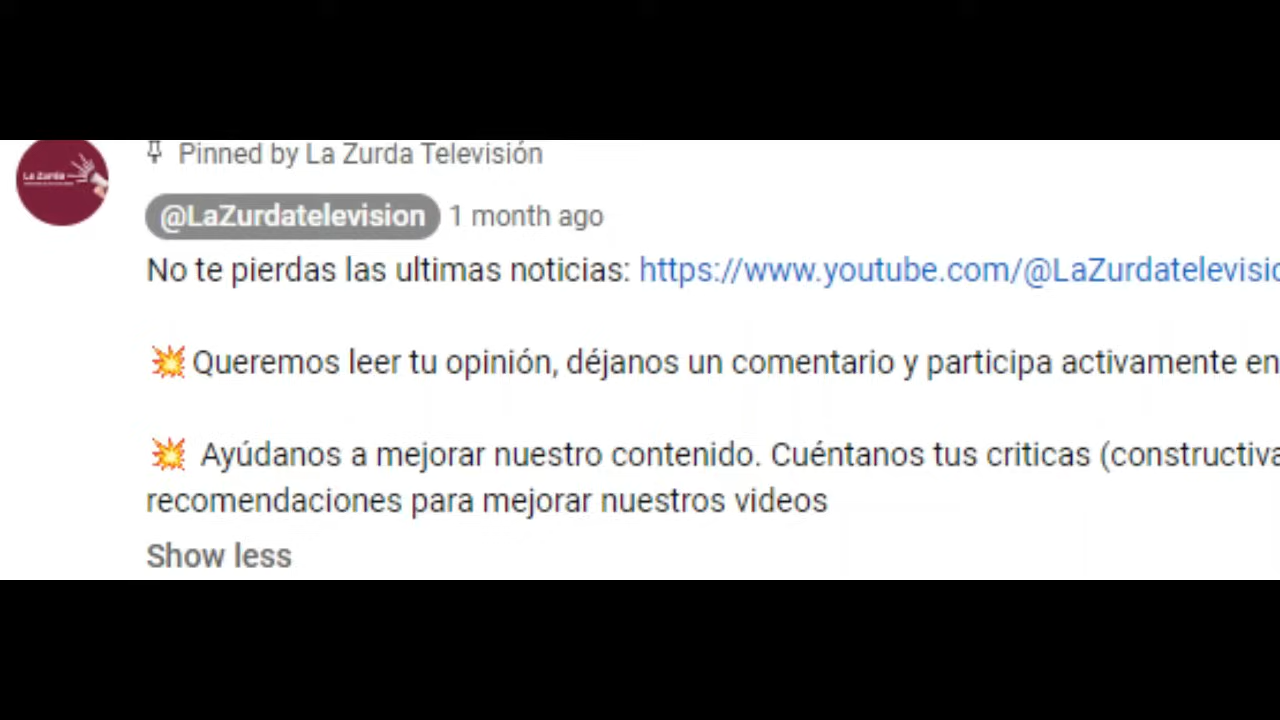 Pinned by La Zurda Televisión
@LaZurdatelevision 1 month ago
No te pierdas las ultimas noticias: https://www.youtube.com/@LaZurdatelevisio
💥 Queremos leer tu opinión, déjanos un comentario y participa activamente en
💥 Ayúdanos a mejorar nuestro contenido. Cuéntanos tus criticas (constructiva
recomendaciones para mejorar nuestros videos
Show less